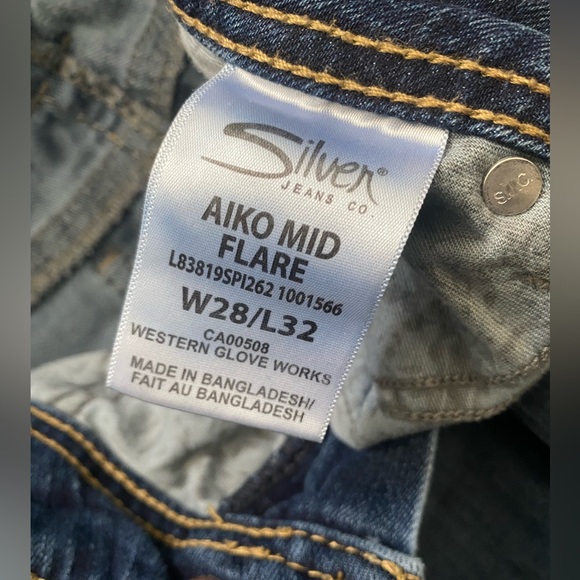 Silver®
JEANS CO.
AIKO MID
FLARE
L83819SPI262 1001566
W28/L32
CA00508
WESTERN GLOVE WORKS
MADE IN BANGLADESH/
FAIT AU BANGLADESH
S.J.C.